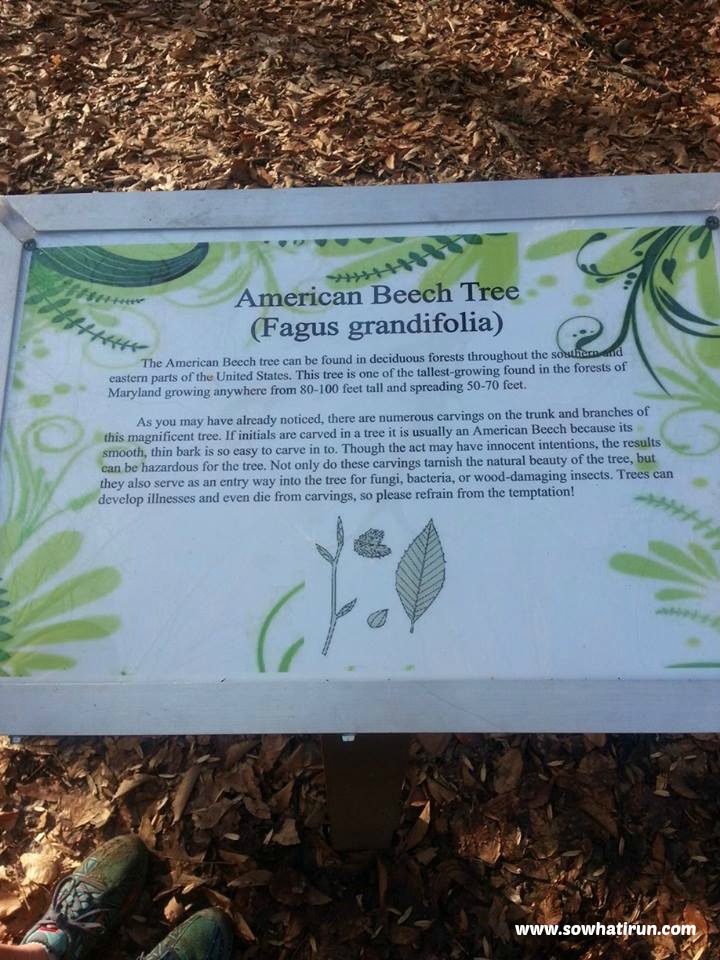 American Beech Tree
(Fagus grandifolia)
The American Beech tree can be found in deciduous forests throughout the southern and
eastern parts of the United States. This tree is one of the tallest-growing found in the forests of
Maryland growing anywhere from 80-100 feet tall and spreading 50-70 feet.
As you may have already noticed, there are numerous carvings on the trunk and branches of
this magnificent tree. If initials are carved in a tree it is usually an American Beech because its
smooth, thin bark is so easy to carve in to. Though the act may have innocent intentions, the results
can be hazardous for the tree. Not only do these carvings tarnish the natural beauty of the tree, but
they also serve as an entry way into the tree for fungi, bacteria, or wood-damaging insects. Trees can
develop illnesses and even die from carvings, so please refrain from the temptation!
www.sowhatirun.com